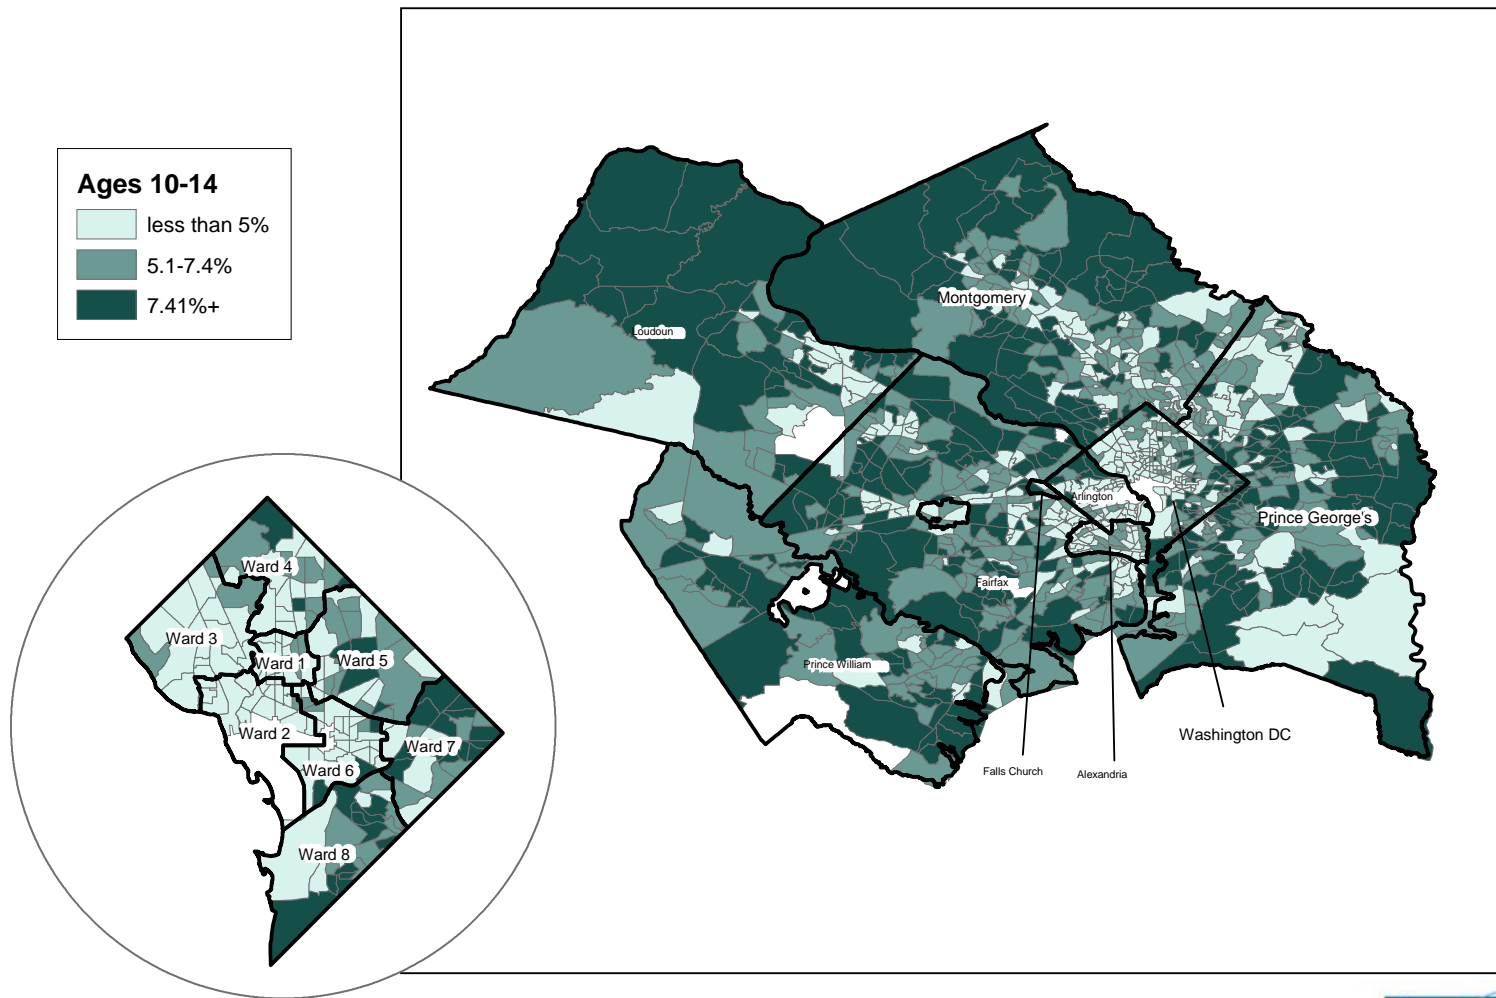 Ages 10-14
less than 5%
5.1-7.4%
7.41%+
Montgomery
Loudoun
Arlington
Prince George's
Fairfax
Prince William
Washington DC
Falls Church
Alexandria
Ward 4
Ward 3
Ward 1
Ward 5
Ward 2
Ward 7
Ward 6
Ward 8